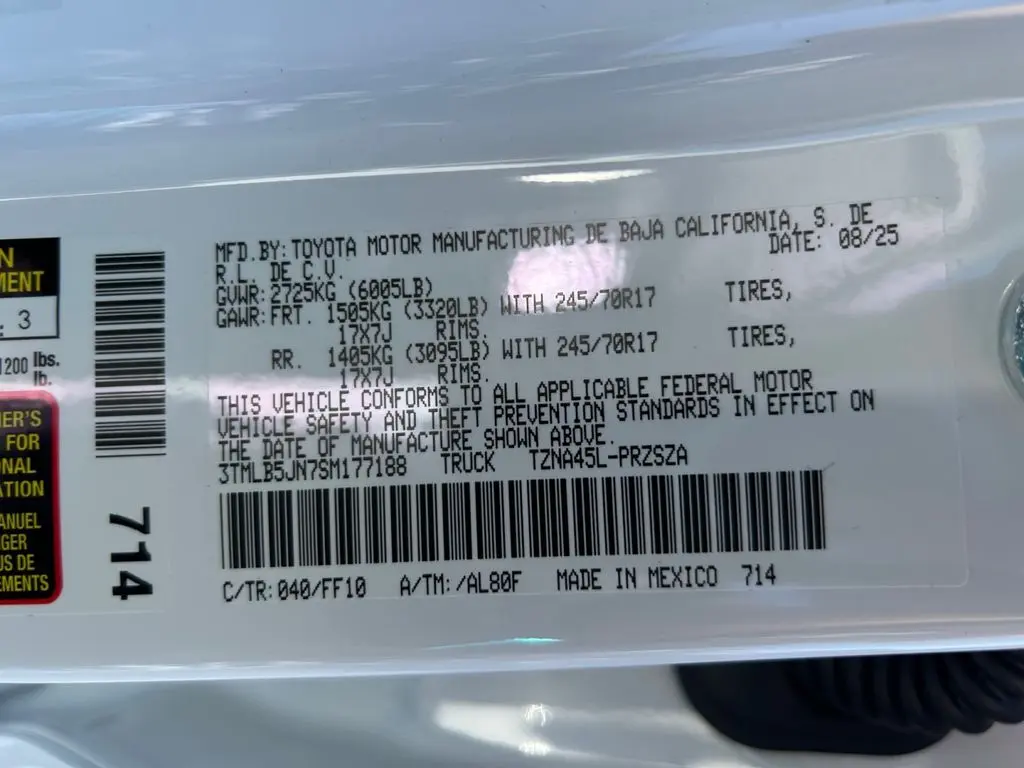 MFD.BY:TOYOTA MOTOR MANUFACTURING DE BAJA CALIFORNIA, S. DE
R.L. DE C.V. DATE: 08/25
GVWR:2725KG (6005LB)
GAWR:FRT. 1505KG (3320LB) WITH 245/70R17 TIRES,
17X7J RIMS.
RR. 1405KG (3095LB) WITH 245/70R17 TIRES,
17X7J RIMS.
THIS VEHICLE CONFORMS TO ALL APPLICABLE FEDERAL MOTOR
VEHICLE SAFETY AND THEFT PREVENTION STANDARDS IN EFFECT ON
THE DATE OF MANUFACTURE SHOWN ABOVE.
3TMLB5JN7SM177188 TRUCK TZNA45L-PRZSZA
C/TR:040/FF10 A/TM:/AL80F MADE IN MEXICO 714
714
N
MENT
: 3
1200 lbs.
lb.
ER'S
FOR
NAL
ATION
ANUEL
GER
US DE
EMENTS